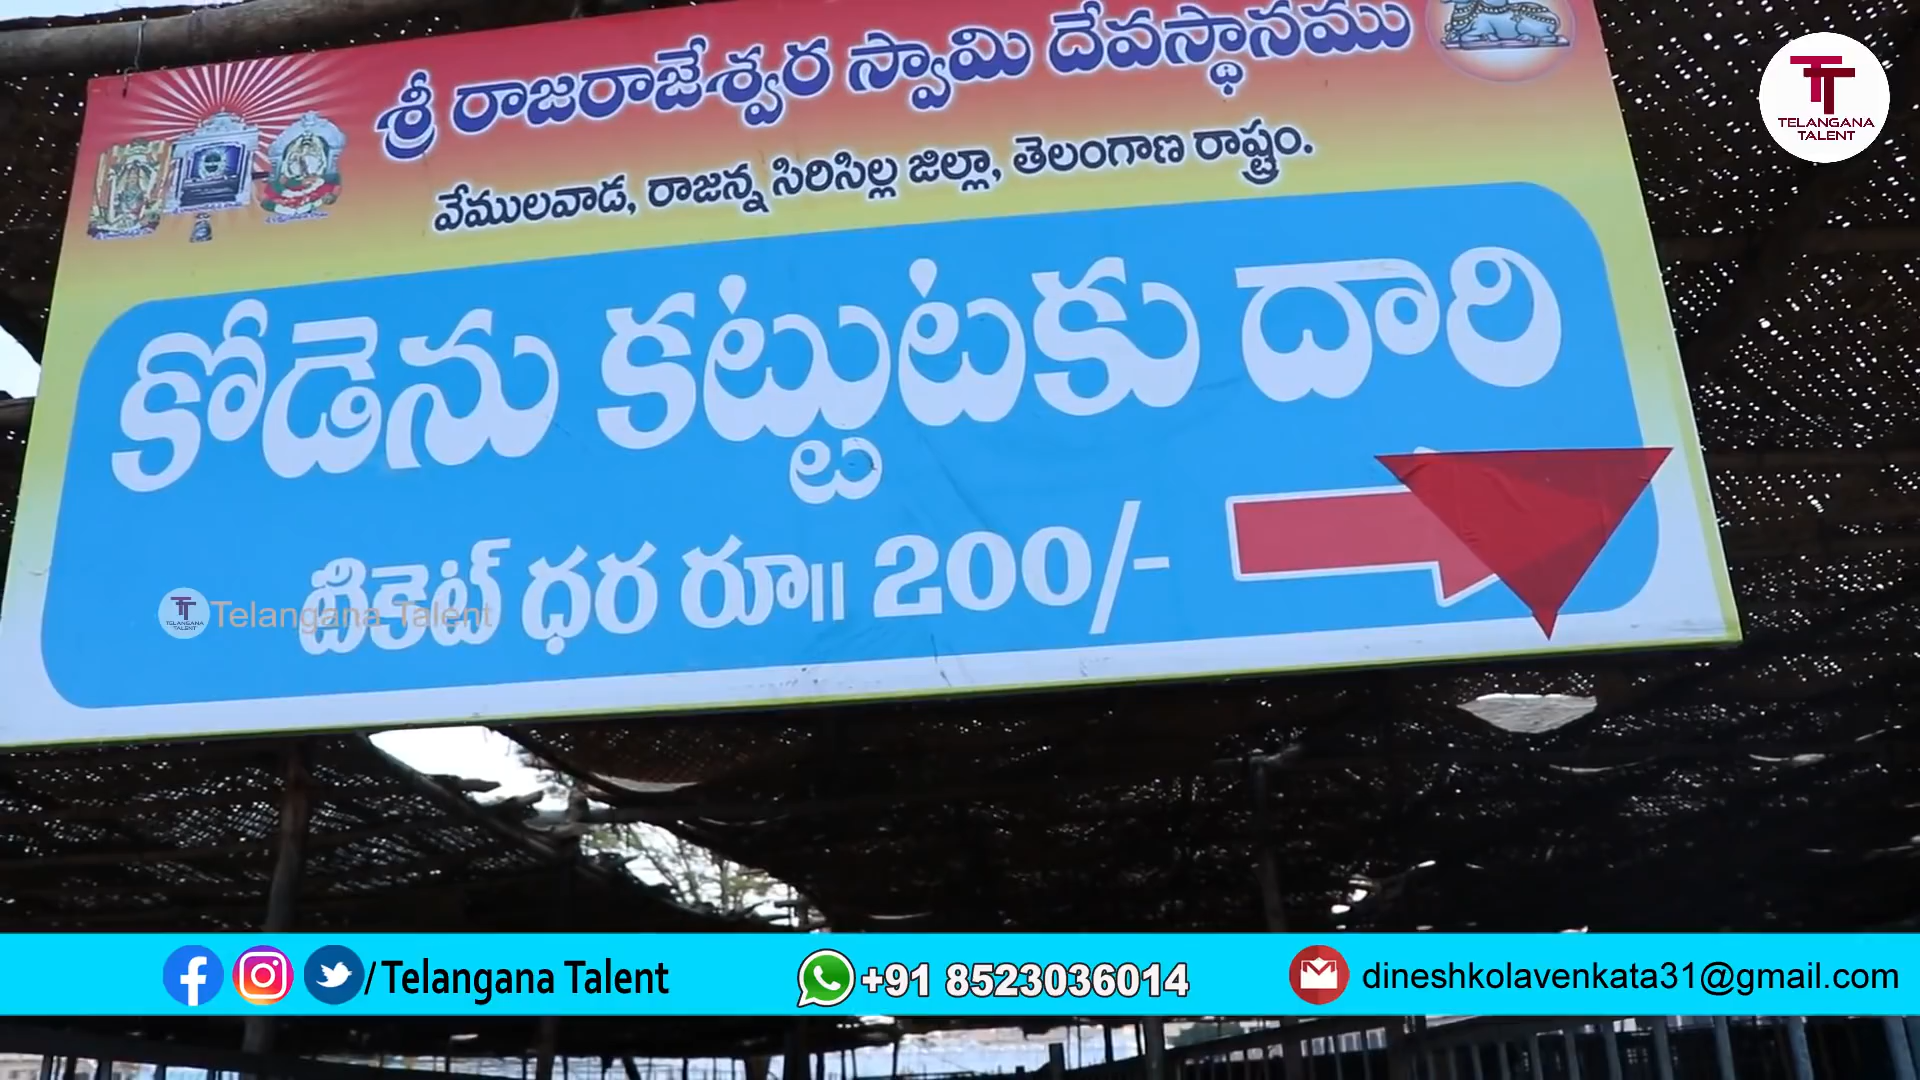 శ్రీ రాజరాజేశ్వర స్వామి దేవస్థానము
వేములవాడ, రాజన్న సిరిసిల్ల జిల్లా, తెలంగాణ రాష్ట్రం.
కోడెను కట్టుటకు దారి
టికెట్ ధర రూ॥ 200/-
TELANGANA
TALENT
Telangana Talent
/Telangana Talent
+91 8523036014
dineshkolavenkata31@gmail.com